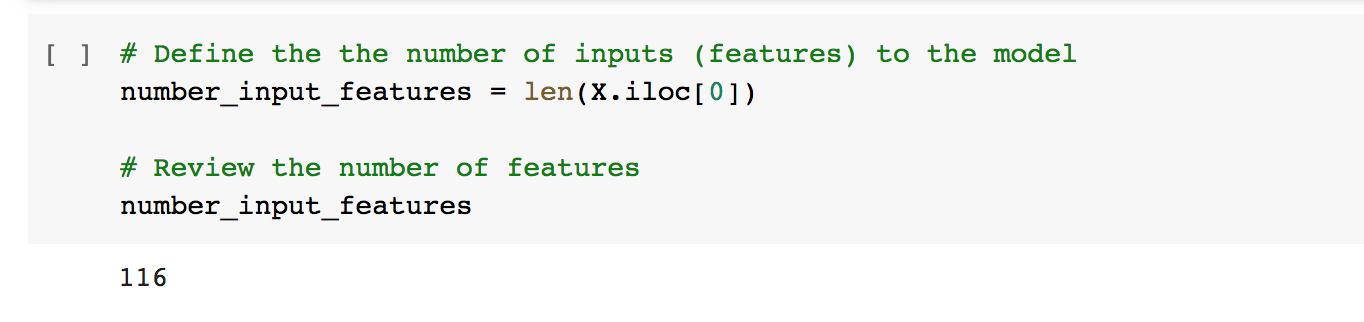 [ ] # Define the the number of inputs (features) to the model
number_input_features = len(X.iloc[0])
# Review the number of features
number_input_features
116